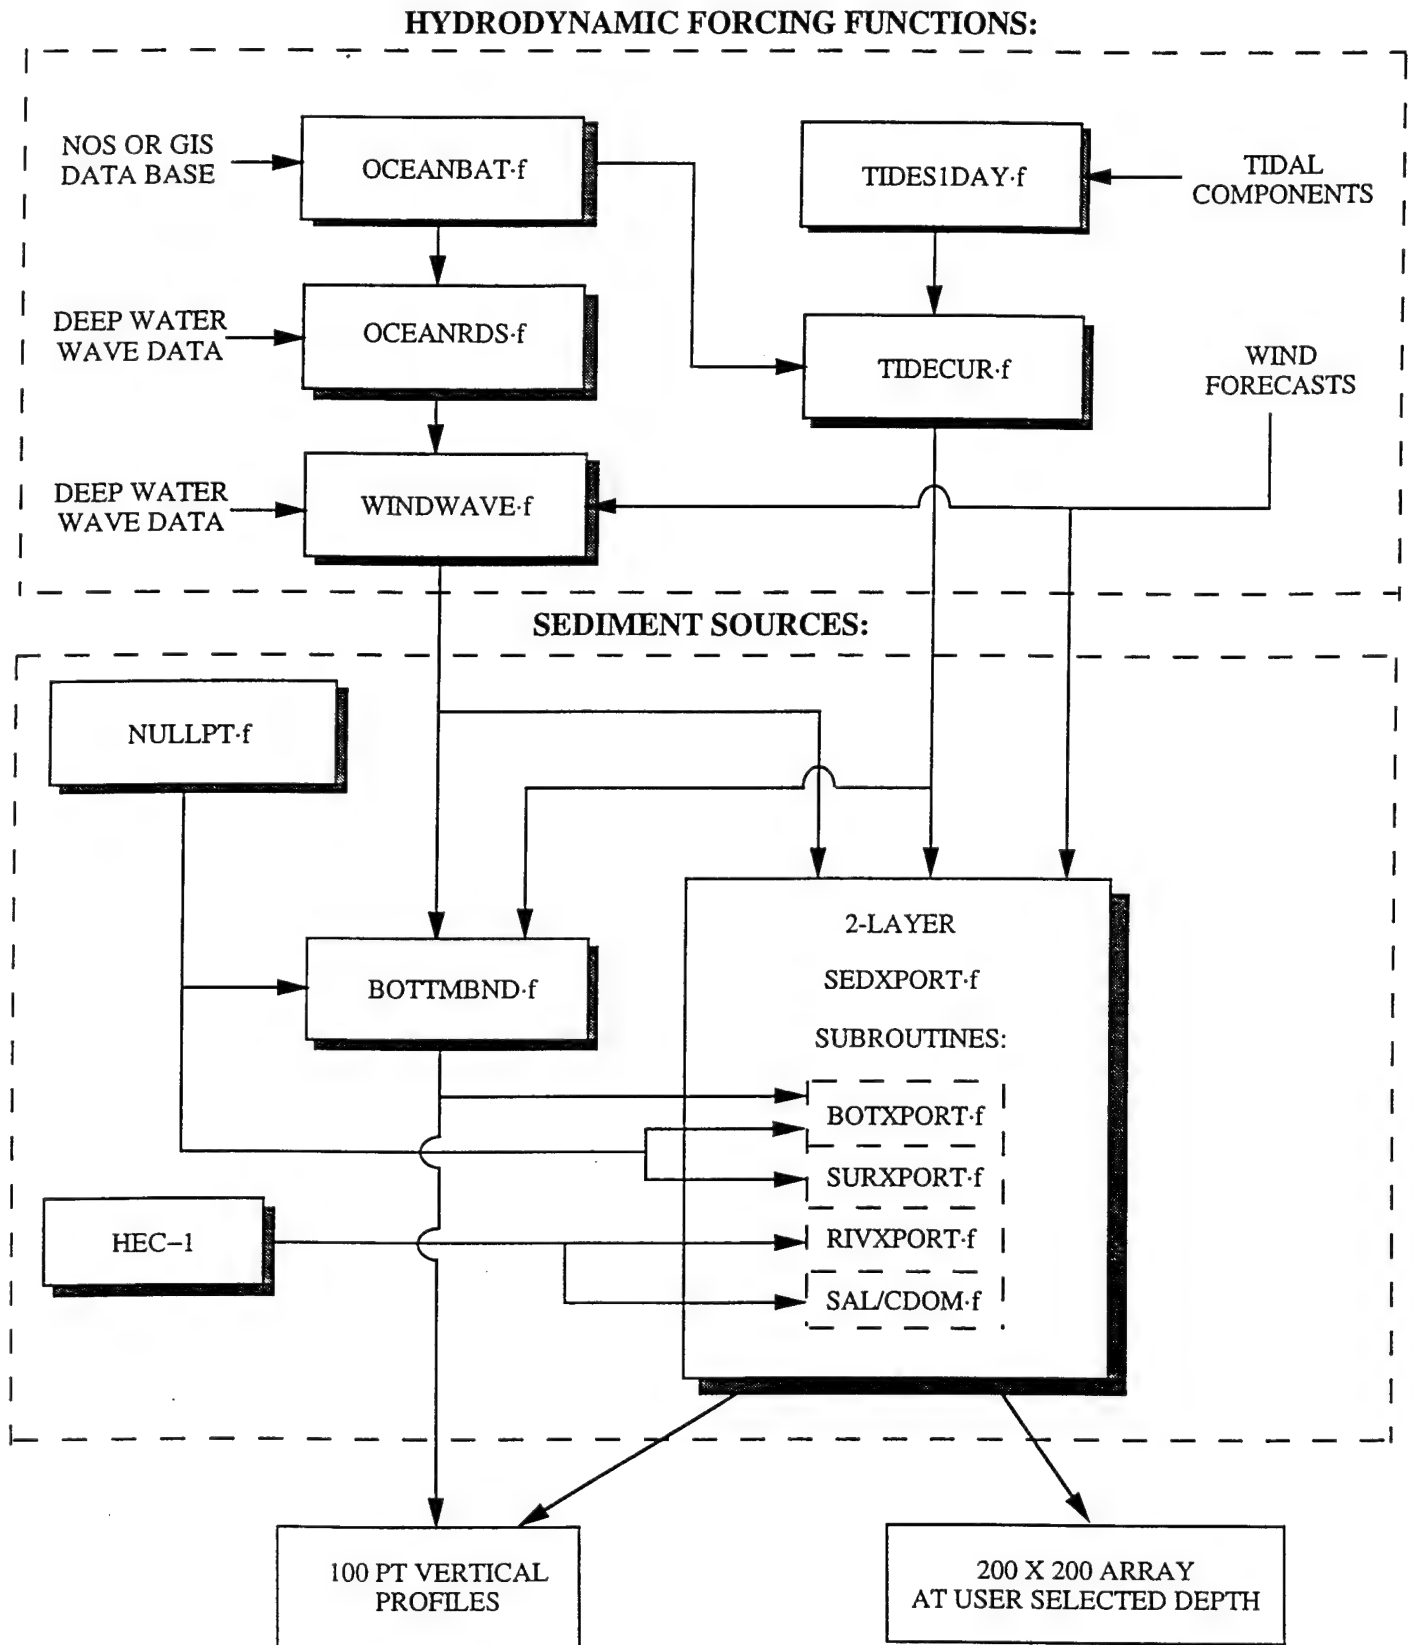 HYDRODYNAMIC FORCING FUNCTIONS:
NOS OR GIS
DATA BASE
OCEANBAT·f
TIDES1DAY·f
TIDAL
COMPONENTS
DEEP WATER
WAVE DATA
OCEANRDS·f
TIDECUR·f
WIND
FORECASTS
DEEP WATER
WAVE DATA
WINDWAVE·f
SEDIMENT SOURCES:
NULLPT·f
BOTTMBND·f
2-LAYER
SEDXPORT·f
SUBROUTINES:
BOTXPORT·f
SURXPORT·f
HEC–1
RIVXPORT·f
SAL/CDOM·f
100 PT VERTICAL
PROFILES
200 X 200 ARRAY
AT USER SELECTED DEPTH